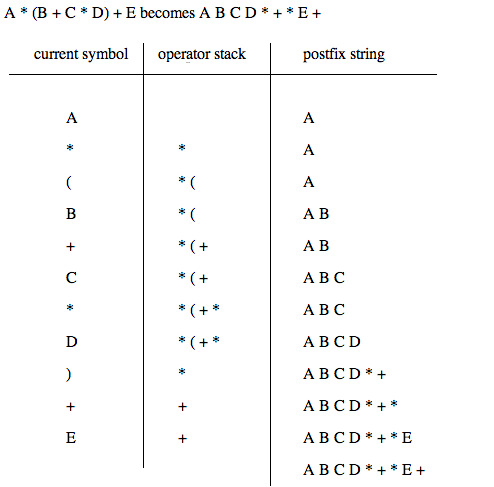 A * (B + C * D) + E becomes A B C D * + * E +
current symbol operator stack postfix string
A A
* * A
( * ( A
B * ( A B
+ * ( + A B
C * ( + A B C
* * ( + * A B C
D * ( + * A B C D
) * A B C D * +
+ + A B C D * + *
E + A B C D * + * E
A B C D * + * E +